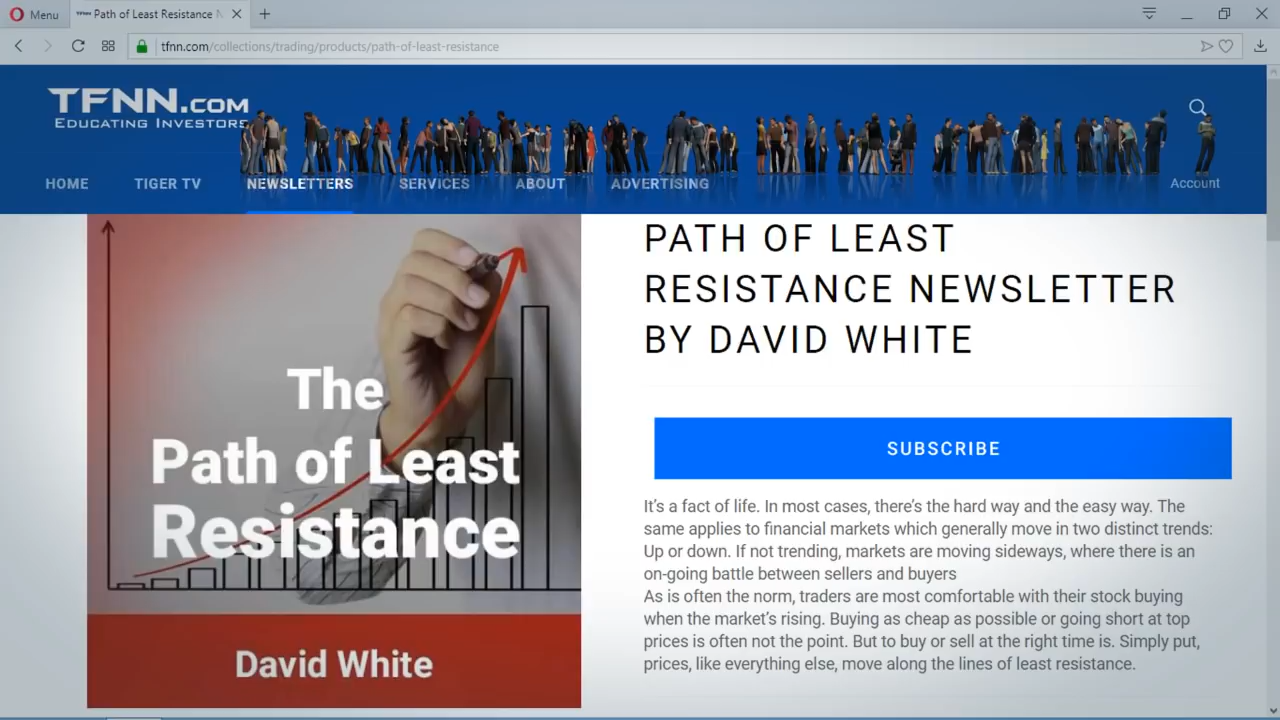 Menu
Path of Least Resistance N
tfnn.com/collections/trading/products/path-of-least-resistance
TFNN.COM
EDUCATING INVESTORS
HOME
TIGER TV
NEWSLETTERS
SERVICES
ABOUT
ADVERTISING
Account
The
Path of Least
Resistance
David White
PATH OF LEAST
RESISTANCE NEWSLETTER
BY DAVID WHITE
SUBSCRIBE
It's a fact of life. In most cases, there's the hard way and the easy way. The
same applies to financial markets which generally move in two distinct trends:
Up or down. If not trending, markets are moving sideways, where there is an
on-going battle between sellers and buyers
As is often the norm, traders are most comfortable with their stock buying
when the market's rising. Buying as cheap as possible or going short at top
prices is often not the point. But to buy or sell at the right time is. Simply put,
prices, like everything else, move along the lines of least resistance.